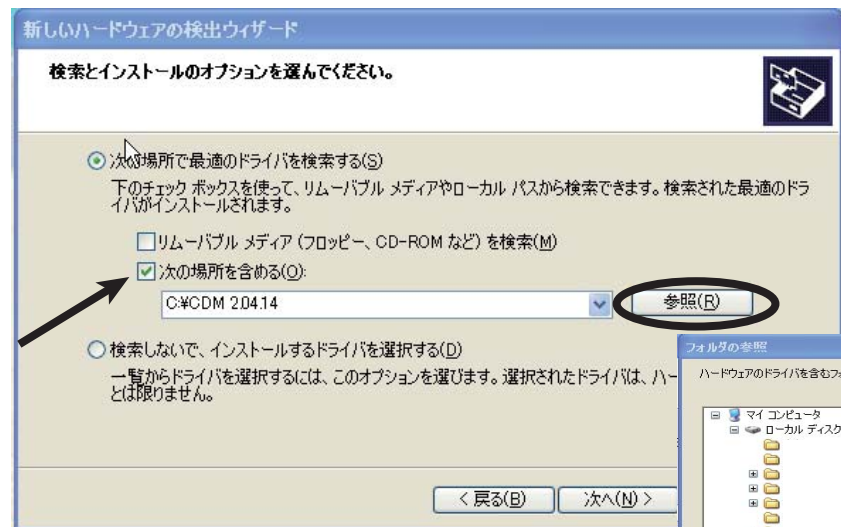 新しいハードウェアの検出ウィザード
検索とインストールのオプションを選んでください。
次の場所で最適のドライバを検索する(S)
下のチェック ボックスを使って、リムーバブル メディアやローカル パスから検索できます。検索された最適のドラ
イバがインストールされます。
リムーバブル メディア (フロッピー、CD-ROM など) を検索(M)
次の場所を含める(O):
C:¥CDM 2.04.14
参照(R)
検索しないで、インストールするドライバを選択する(D)
一覧からドライバを選択するには、このオプションを選びます。選択されたドライバは、ハー
とは限りません。
フォルダの参照
ハードウェアのドライバを含むフォ
マイ コンピュータ
ローカル ディスク
< 戻る(B)
次へ(N) >